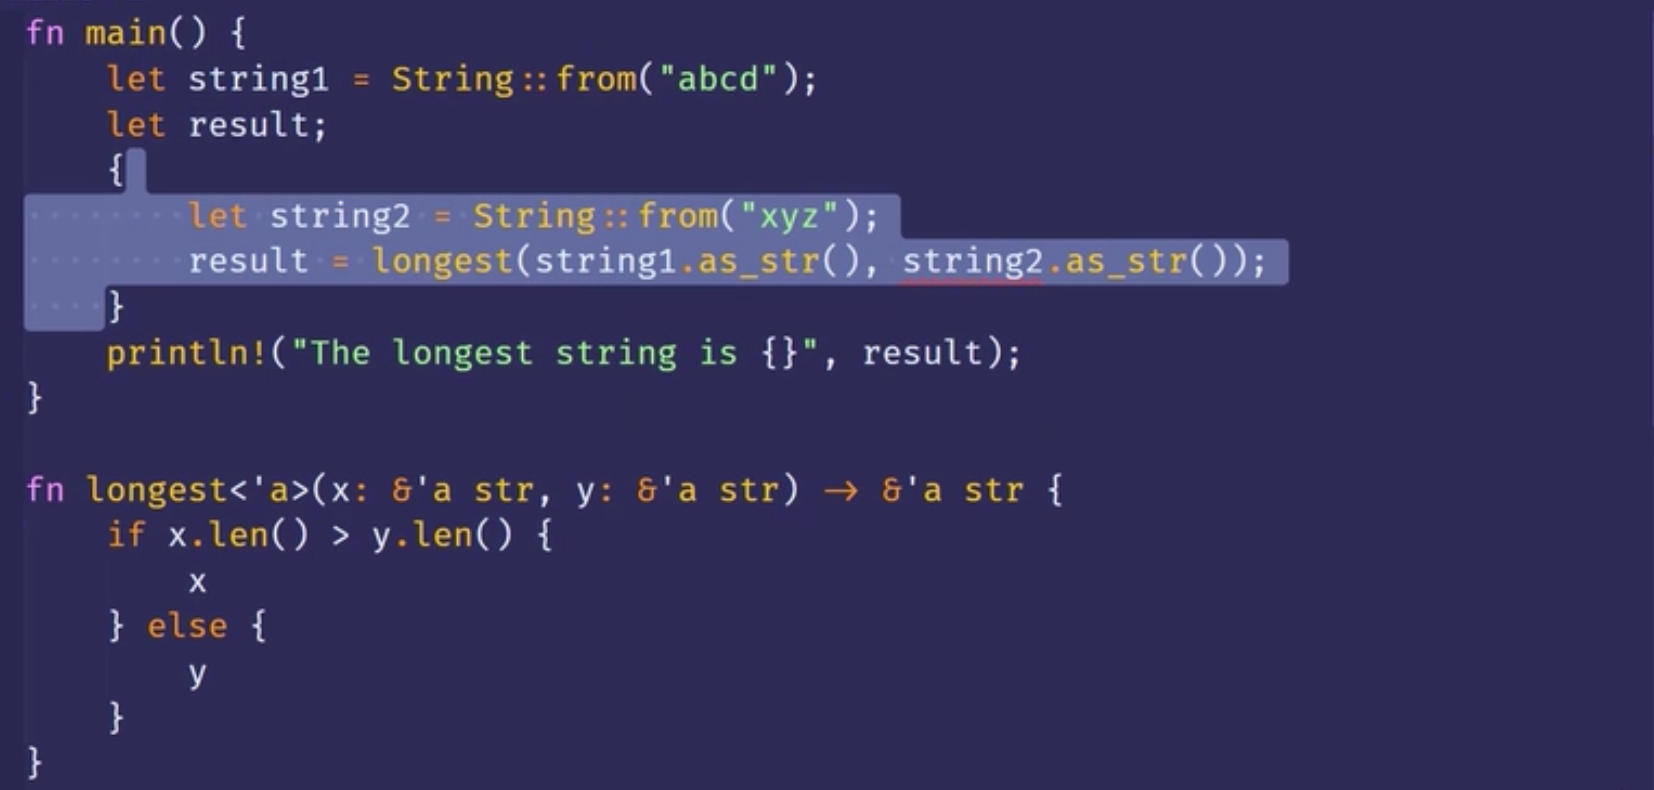 fn main() {
    let string1 = String::from("abcd");
    let result;
    {
        let string2 = String::from("xyz");
        result = longest(string1.as_str(), string2.as_str());
    }
    println!("The longest string is {}", result);
}

fn longest<'a>(x: &'a str, y: &'a str) -> &'a str {
    if x.len() > y.len() {
        x
    } else {
        y
    }
}